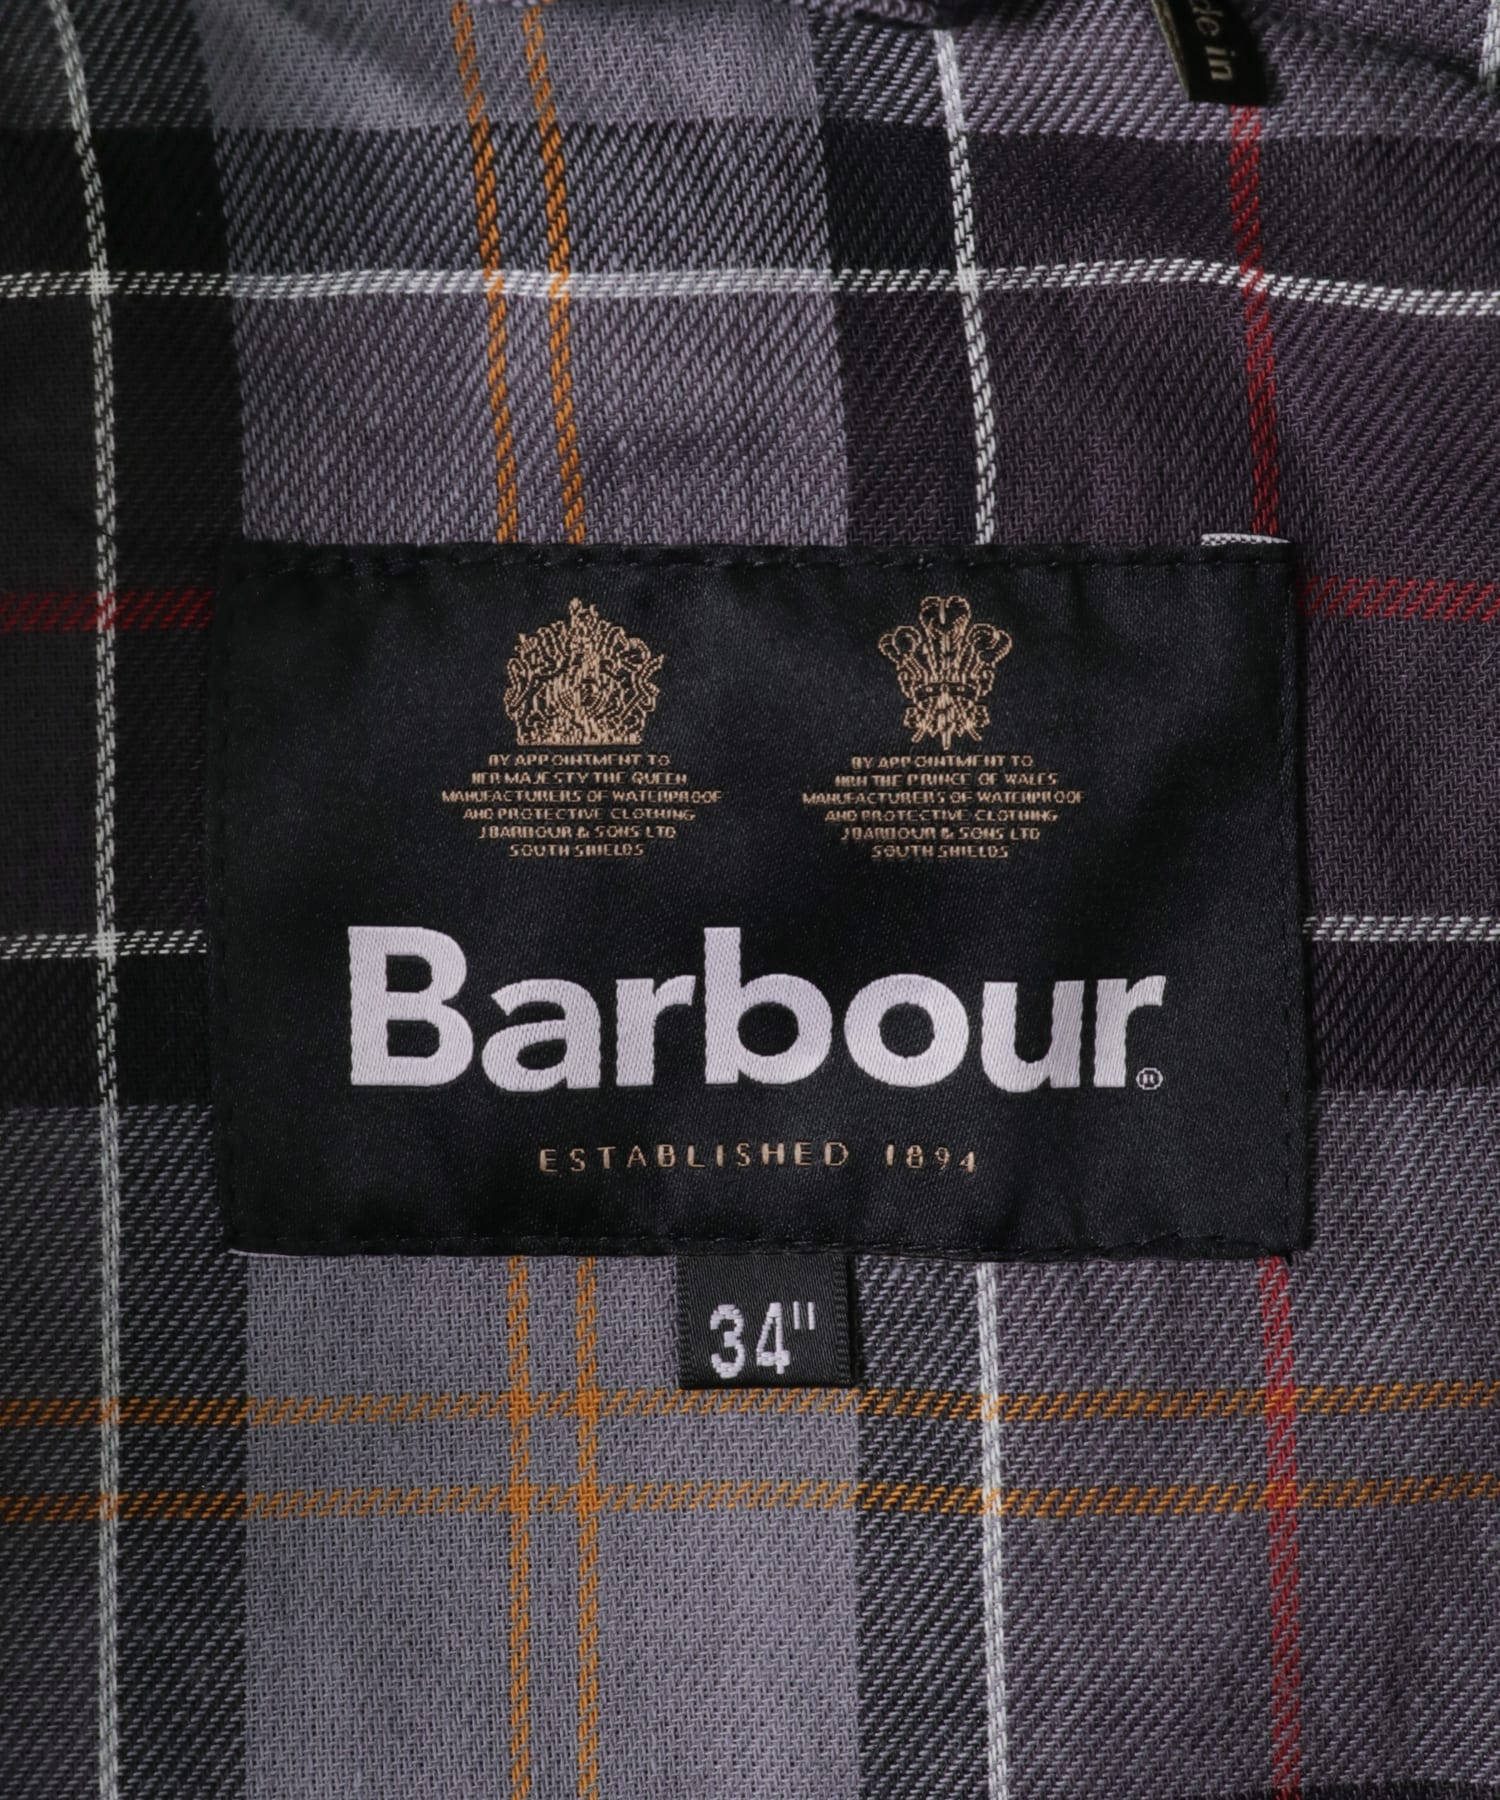 de in
BY APPOINTMENT TO
HER MAJESTY THE QUEEN
MANUFACTURERS OF WATERPROOF
AND PROTECTIVE CLOTHING
J BARBOUR & SONS LTD
SOUTH SHIELDS
BY APPOINTMENT TO
HRH THE PRINCE OF WALES
MANUFACTURERS OF WATERPROOF
AND PROTECTIVE CLOTHING
J BARBOUR & SONS LTD
SOUTH SHIELDS
Barbour®
ESTABLISHED 1894
34"